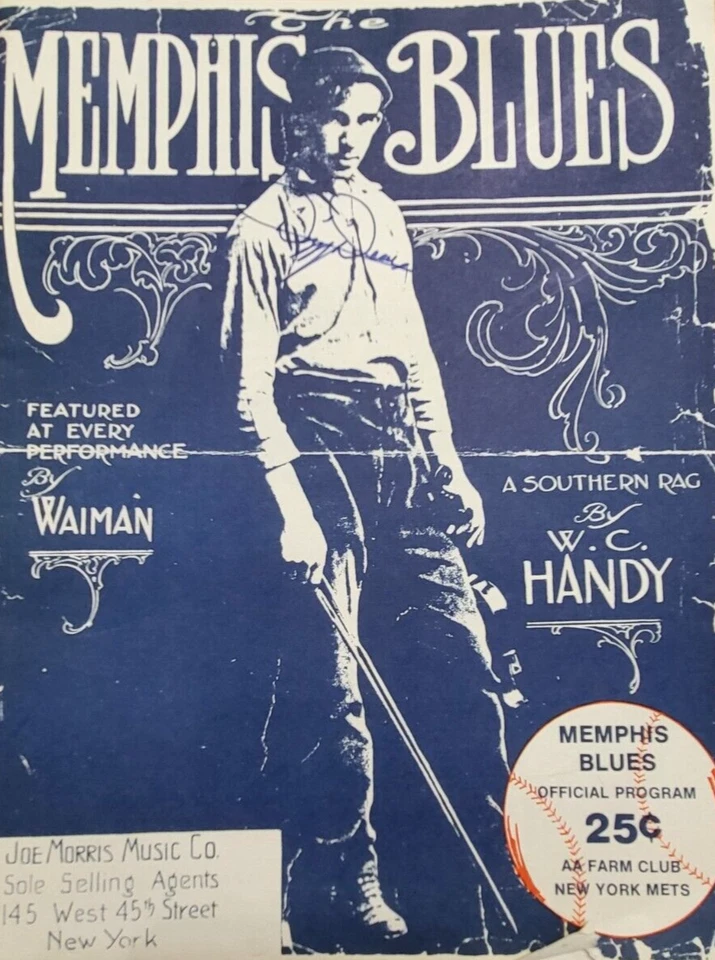 The
MEMPHIS BLUES
FEATURED
AT EVERY
PERFORMANCE
By
WAIMAN
A SOUTHERN RAG
By
W. C.
HANDY
MEMPHIS
BLUES
OFFICIAL PROGRAM
25¢
AA FARM CLUB
NEW YORK METS
JOE MORRIS MUSIC CO.
Sole Selling Agents
145 West 45th Street
New York